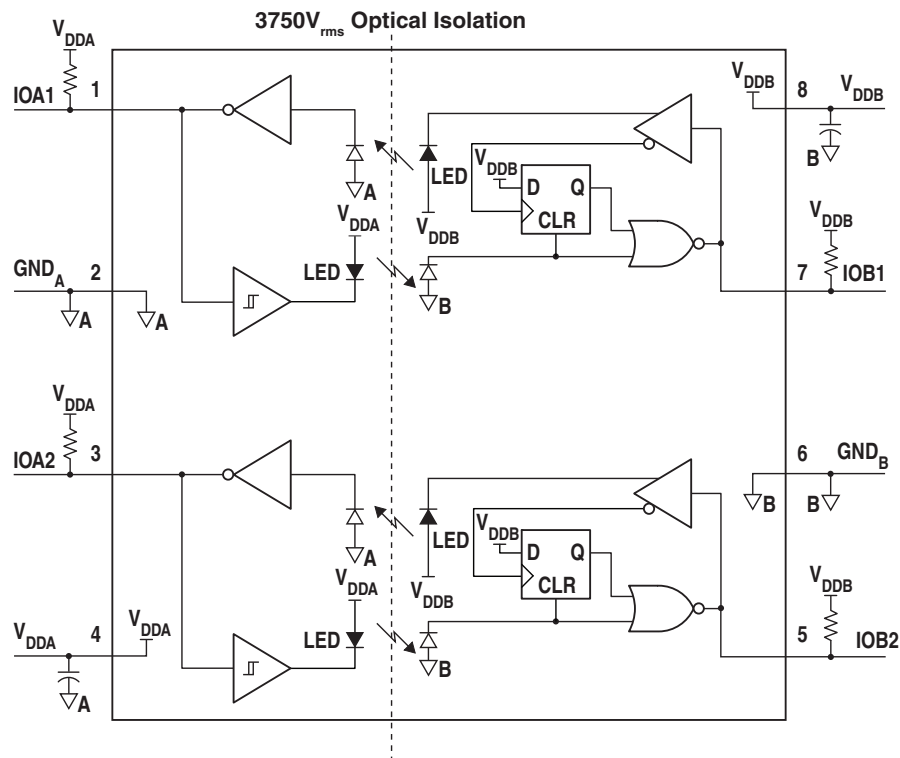 3750Vrms Optical Isolation
VDDA
IOA1
1
VDDB
8
VDDB
B
LED
A
VDDB
D
Q
CLR
VDDA
VDDB
VDDB
GNDA
2
LED
7
IOB1
A
A
B
VDDA
IOA2
3
6
GNDB
B
B
LED
A
VDDB
D
Q
CLR
VDDA
VDDB
VDDB
VDDA
4
VDDA
LED
5
IOB2
A
B